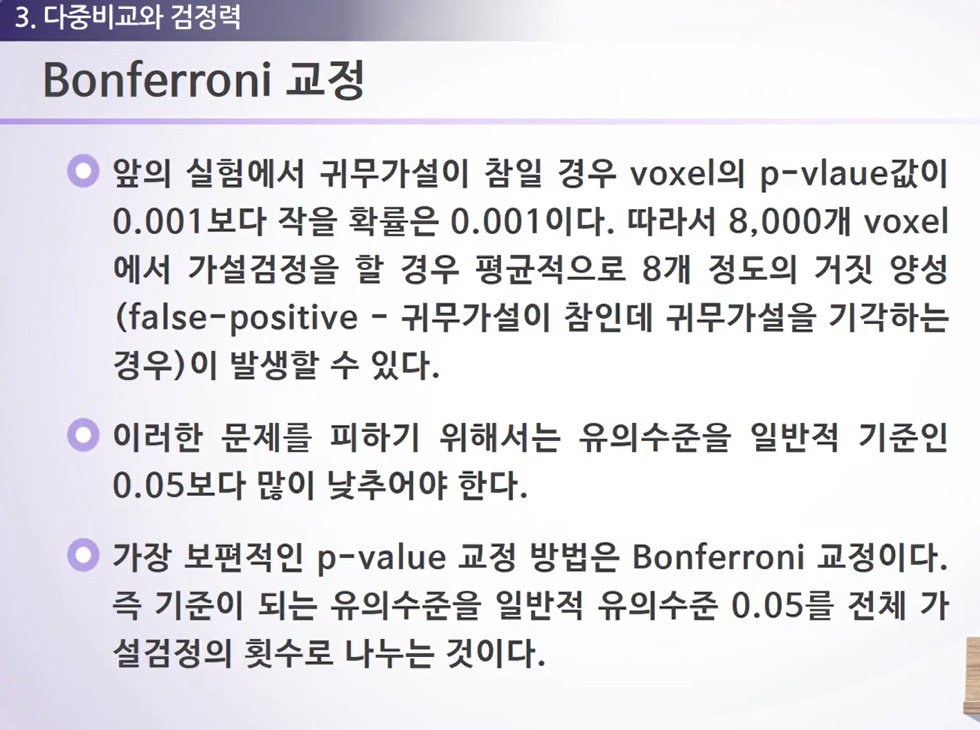 3. 다중비교와 검정력
Bonferroni 교정
앞의 실험에서 귀무가설이 참일 경우 voxel의 p-vlaue값이
0.001보다 작을 확률은 0.001이다. 따라서 8,000개 voxel
에서 가설검정을 할 경우 평균적으로 8개 정도의 거짓 양성
(false-positive - 귀무가설이 참인데 귀무가설을 기각하는
경우)이 발생할 수 있다.
이러한 문제를 피하기 위해서는 유의수준을 일반적 기준인
0.05보다 많이 낮추어야 한다.
가장 보편적인 p-value 교정 방법은 Bonferroni 교정이다.
즉 기준이 되는 유의수준을 일반적 유의수준 0.05를 전체 가
설검정의 횟수로 나누는 것이다.